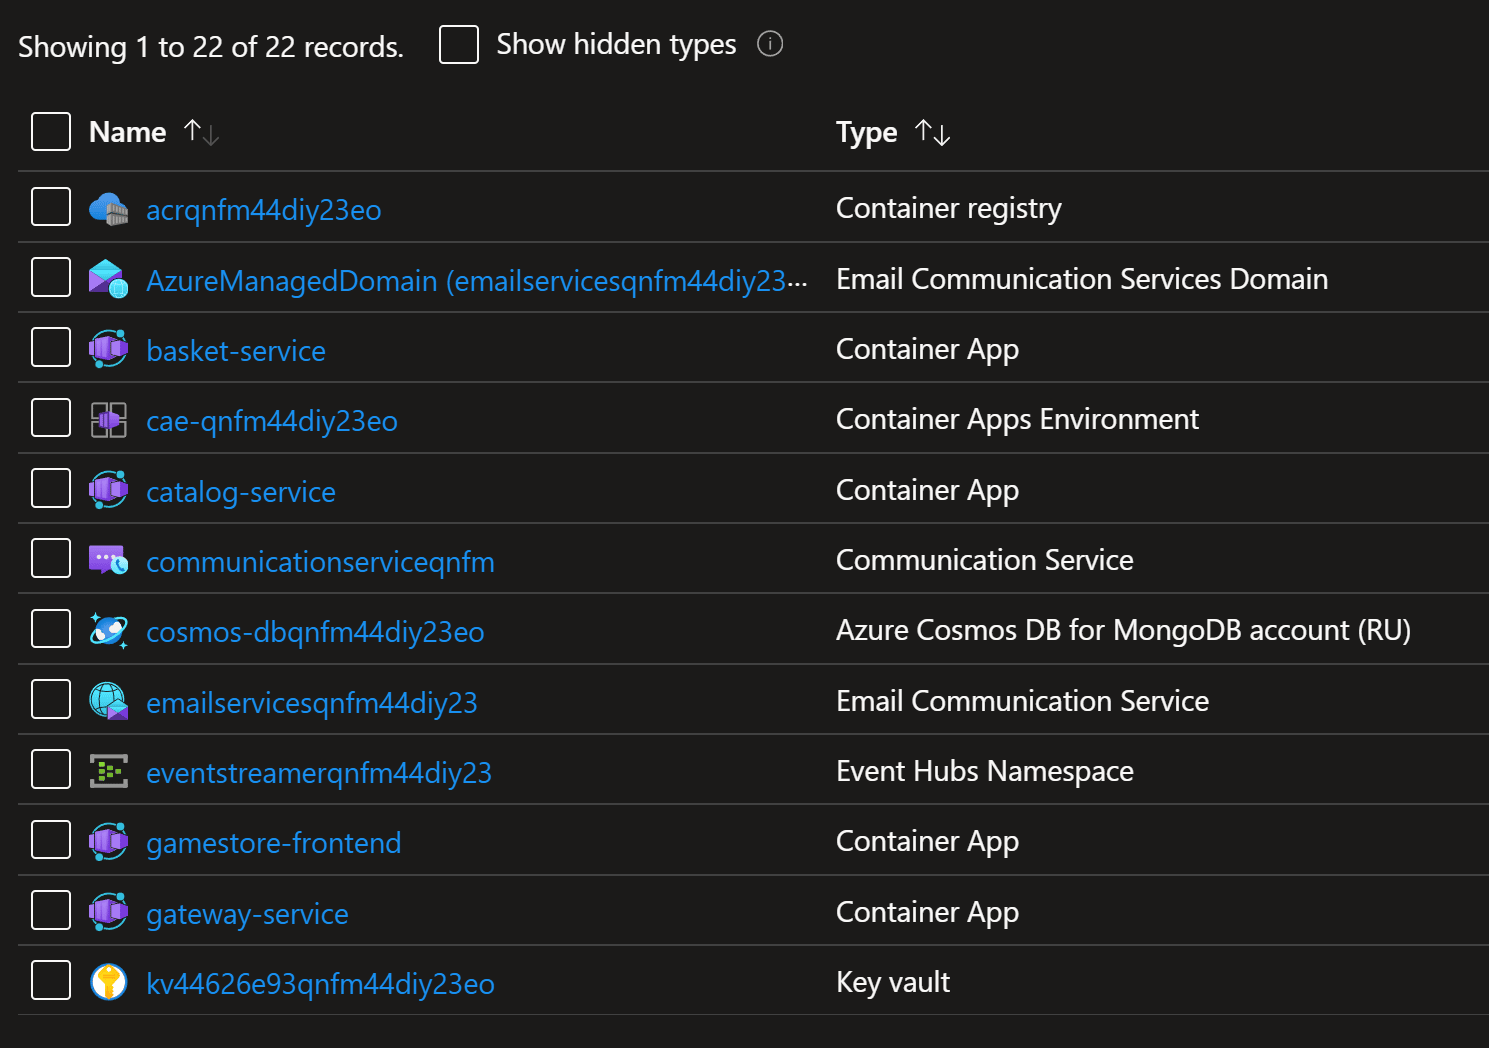 Showing 1 to 22 of 22 records. Show hidden types
Name Type
acrqnfm44diy23eo Container registry
AzureManagedDomain (emailservicesqnfm44diy23... Email Communication Services Domain
basket-service Container App
cae-qnfm44diy23eo Container Apps Environment
catalog-service Container App
communicationserviceqnfm Communication Service
cosmos-dbqnfm44diy23eo Azure Cosmos DB for MongoDB account (RU)
emailservicesqnfm44diy23 Email Communication Service
eventstreamerqnfm44diy23 Event Hubs Namespace
gamestore-frontend Container App
gateway-service Container App
kv44626e93qnfm44diy23eo Key vault